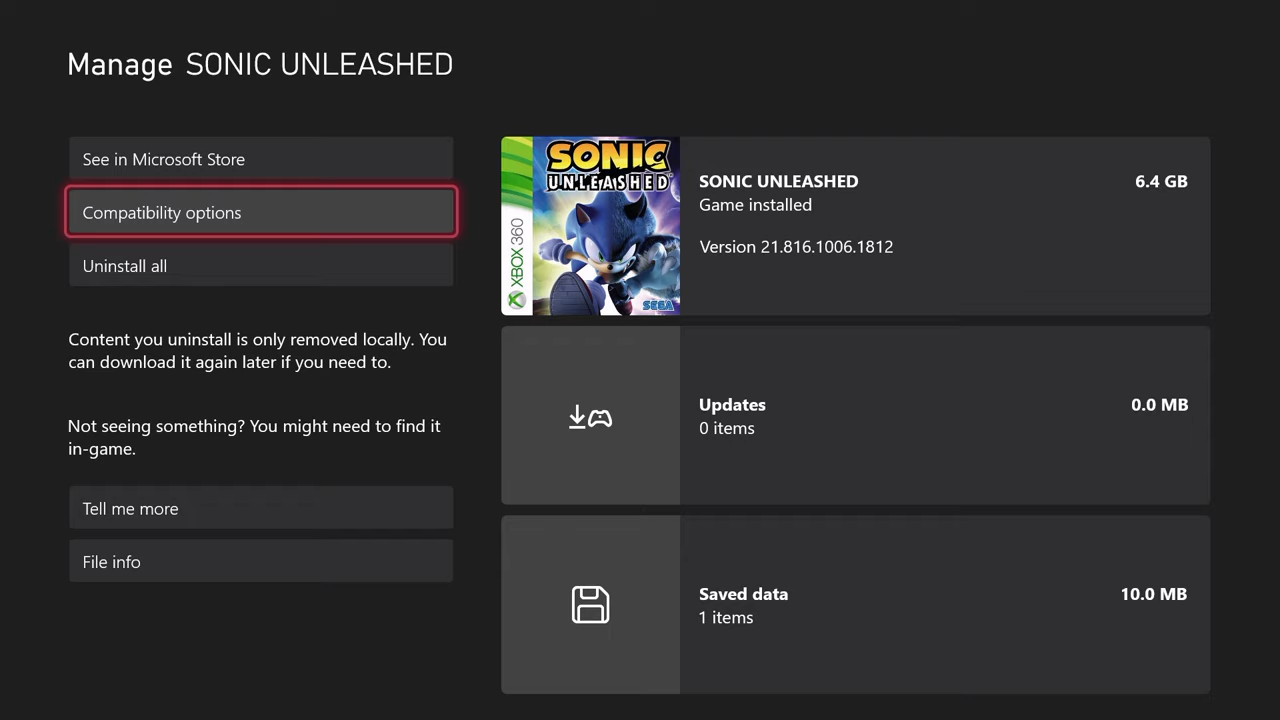 Manage SONIC UNLEASHED
See in Microsoft Store
Compatibility options
Uninstall all
Content you uninstall is only removed locally. You
can download it again later if you need to.
Not seeing something? You might need to find it
in-game.
Tell me more
File info
XBOX 360
SONIC
UNLEASHED
SEGA
SONIC UNLEASHED
6.4 GB
Game installed
Version 21.816.1006.1812
Updates
0.0 MB
0 items
Saved data
10.0 MB
1 items